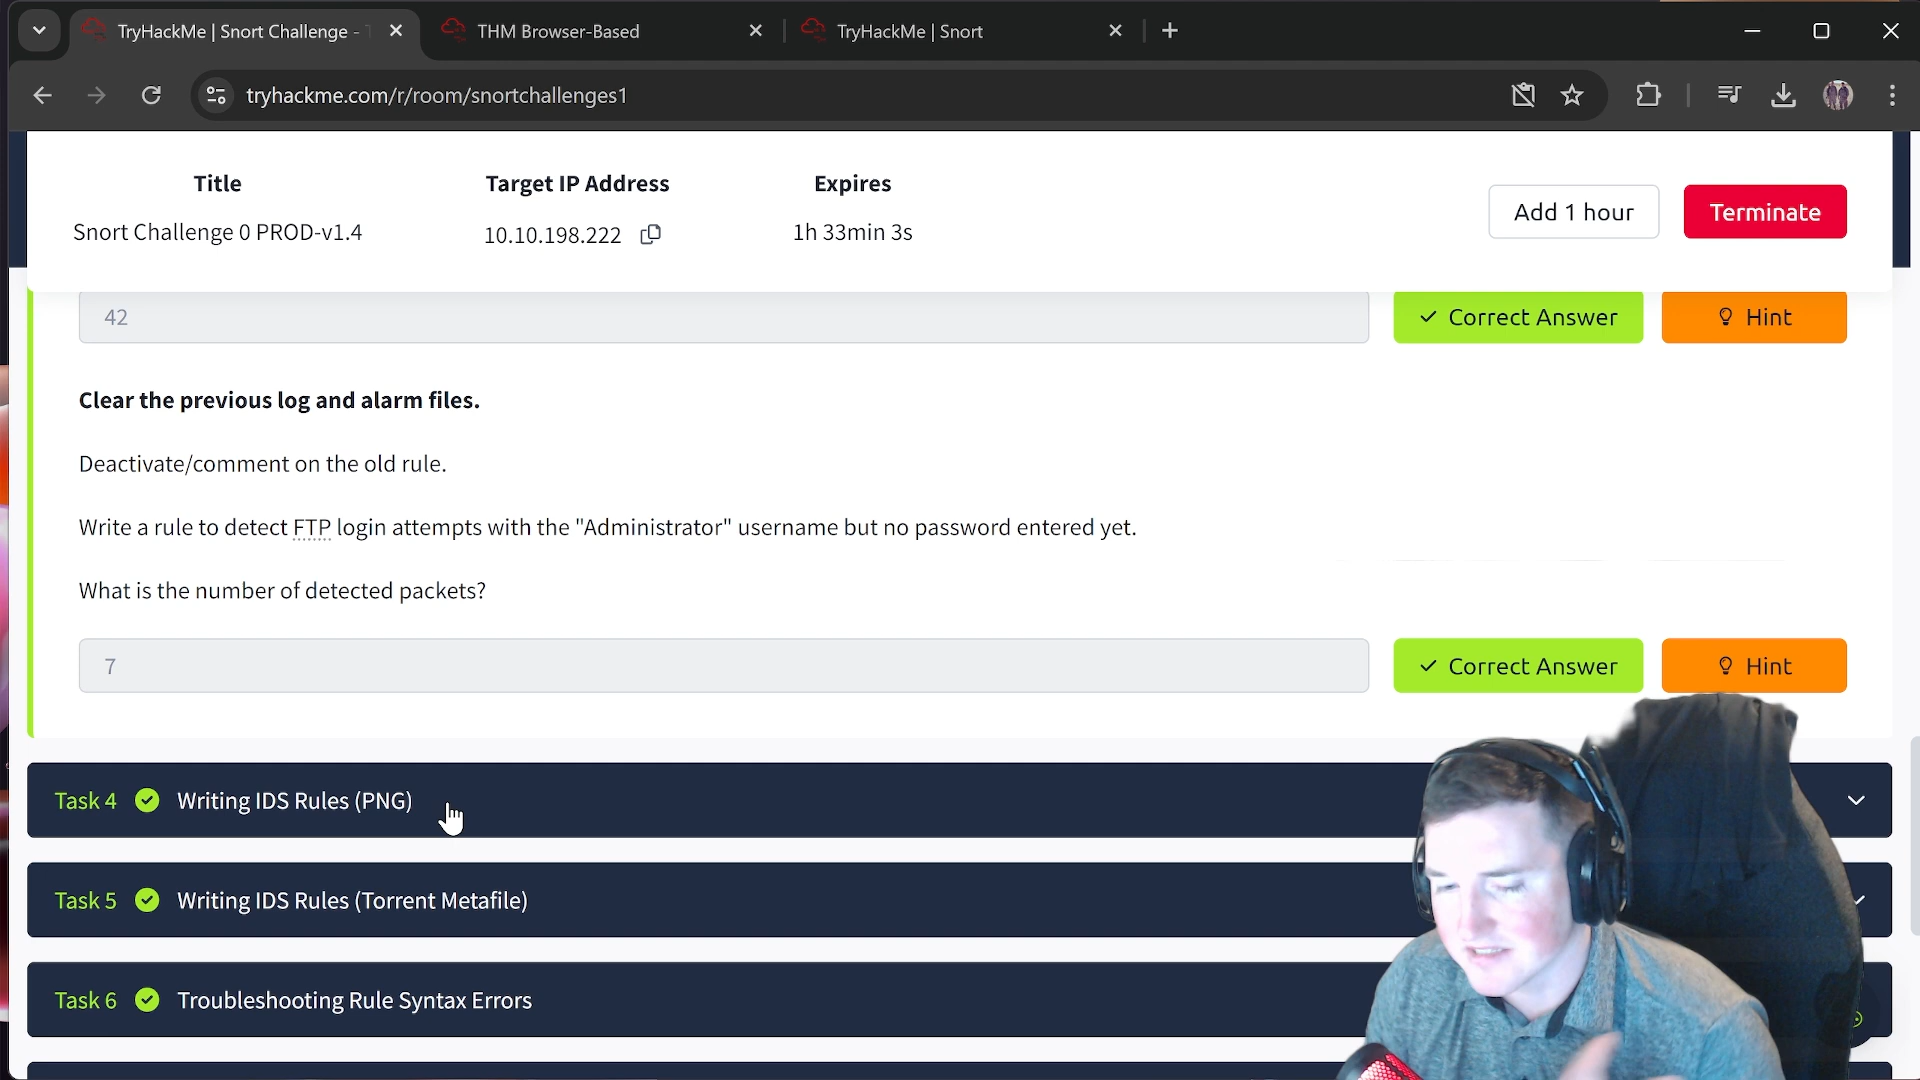 TryHackMe | Snort Challenge -
THM Browser-Based
TryHackMe | Snort
tryhackme.com/r/room/snortchallenges1
Title
Target IP Address
Expires
Snort Challenge 0 PROD-v1.4
10.10.198.222
1h 33min 3s
Add 1 hour
Terminate
42
Correct Answer
Hint
Clear the previous log and alarm files.
Deactivate/comment on the old rule.
Write a rule to detect FTP login attempts with the "Administrator" username but no password entered yet.
What is the number of detected packets?
7
Correct Answer
Hint
Task 4 Writing IDS Rules (PNG)
Task 5 Writing IDS Rules (Torrent Metafile)
Task 6 Troubleshooting Rule Syntax Errors